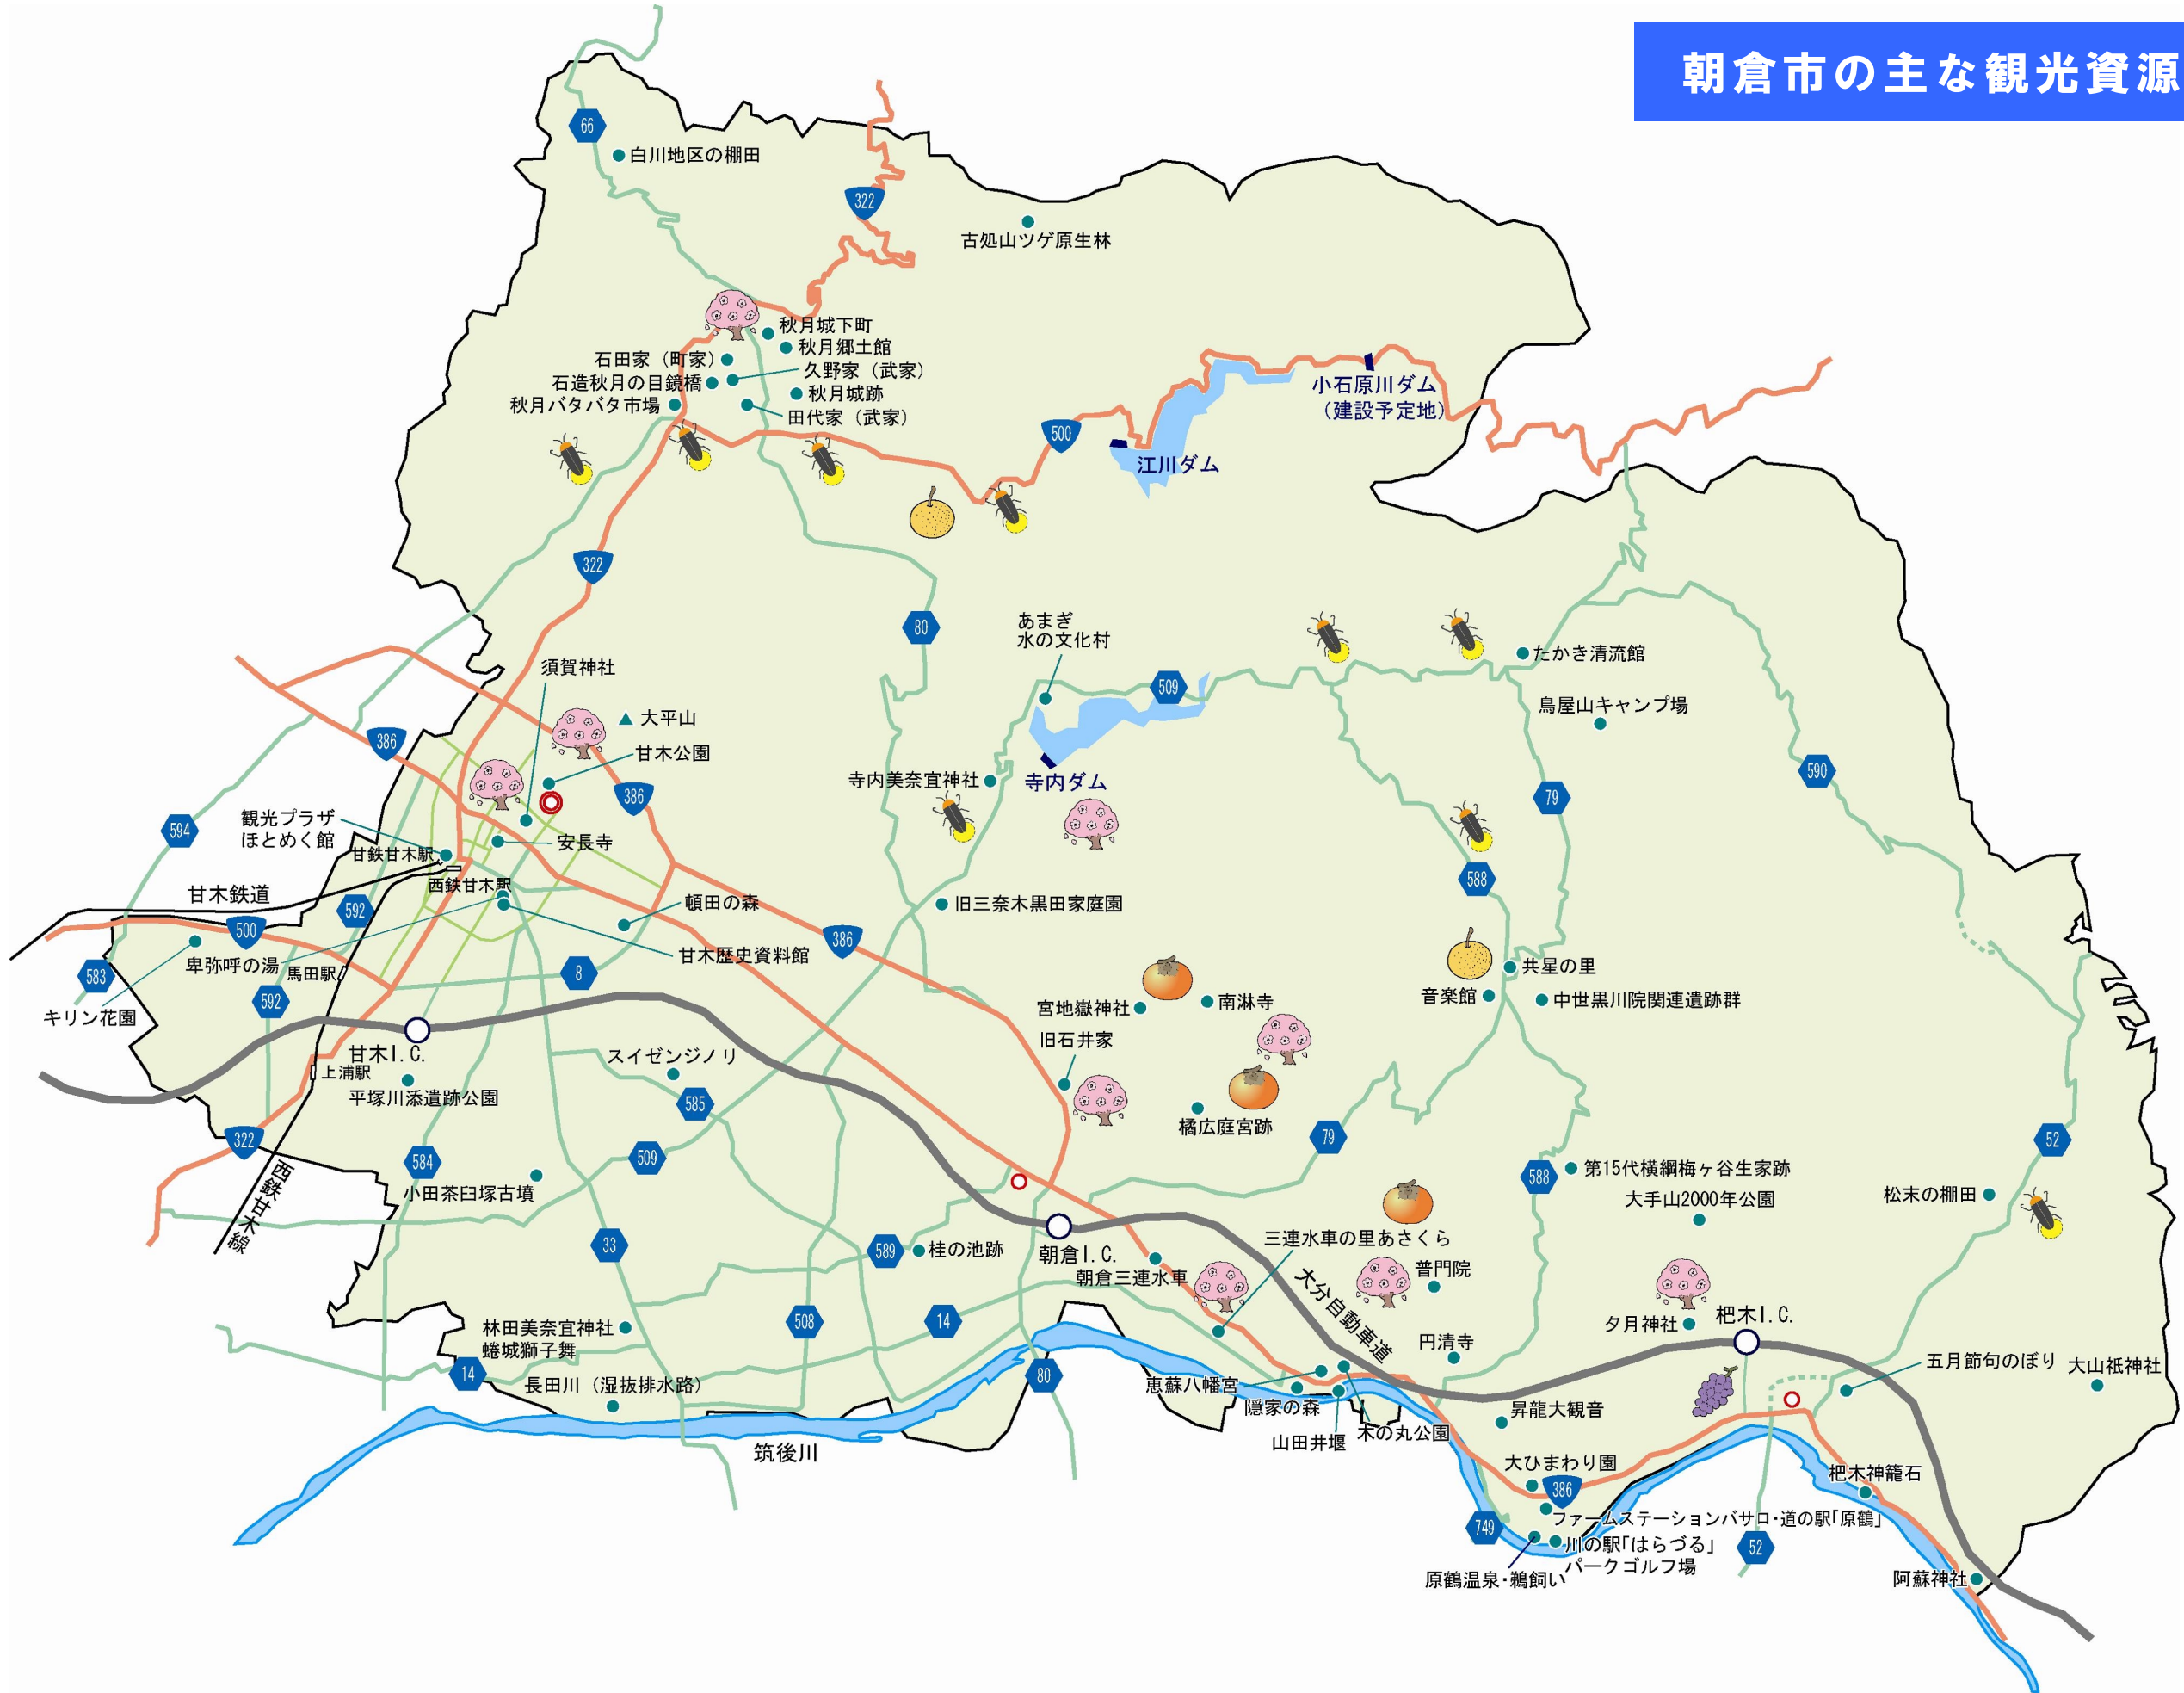 朝倉市の主な観光資源
66
白川地区の棚田
322
古処山ツゲ原生林
秋月城下町
秋月郷土館
石田家（町家）
久野家（武家）
石造秋月の目鏡橋
秋月城跡
秋月バタバタ市場
田代家（武家）
小石原川ダム
（建設予定地）
500
江川ダム
322
80
あまぎ
水の文化村
たかき清流館
須賀神社
509
鳥屋山キャンプ場
大平山
386
甘木公園
590
寺内美奈宜神社
寺内ダム
386
79
観光プラザ
ほとめく館
594
安長寺
甘鉄甘木駅
588
西鉄甘木駅
甘木鉄道
頓田の森
旧三奈木黒田家庭園
592
500
386
甘木歴史資料館
卑弥呼の湯
馬田駅
583
8
共星の里
音楽館
中世黒川院関連遺跡群
592
キリン花園
宮地嶽神社
南淋寺
旧石井家
甘木I.C.
上浦駅
スイゼンジノリ
平塚川添遺跡公園
585
橘広庭宮跡
322
79
52
509
584
西鉄甘木線
小田茶臼塚古墳
588
第15代横綱梅ヶ谷生家跡
大手山2000年公園
松末の棚田
33
589
桂の池跡
朝倉I.C.
三連水車の里あさくら
朝倉三連水車
大分自動車道
普門院
508
14
林田美奈宜神社
蜷城獅子舞
夕月神社
杷木I.C.
円清寺
五月節句のぼり
大山祇神社
14
80
長田川（湿抜排水路）
恵蘇八幡宮
隠家の森
山田井堰
木の丸公園
昇龍大観音
筑後川
大ひまわり園
386
杷木神籠石
ファームステーションバサロ・道の駅「原鶴」
749
川の駅「はらづる」
パークゴルフ場
52
原鶴温泉・鵜飼い
阿蘇神社